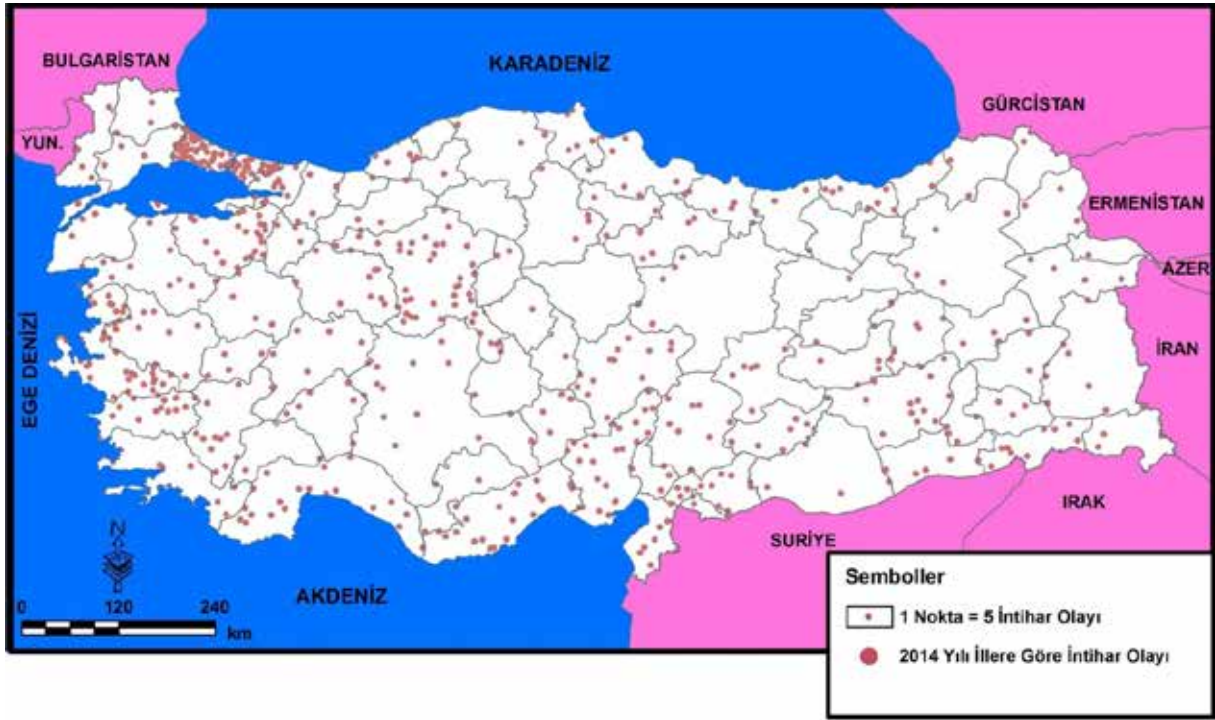 BULGARİSTAN
KARADENİZ
GÜRCİSTAN
YUN.
ERMENİSTAN
AZER
İRAN
EGE DENİZİ
IRAK
SURİYE
AKDENİZ
N
0 120 240
km
Semboller
1 Nokta = 5 İntihar Olayı
2014 Yılı İllere Göre İntihar Olayı